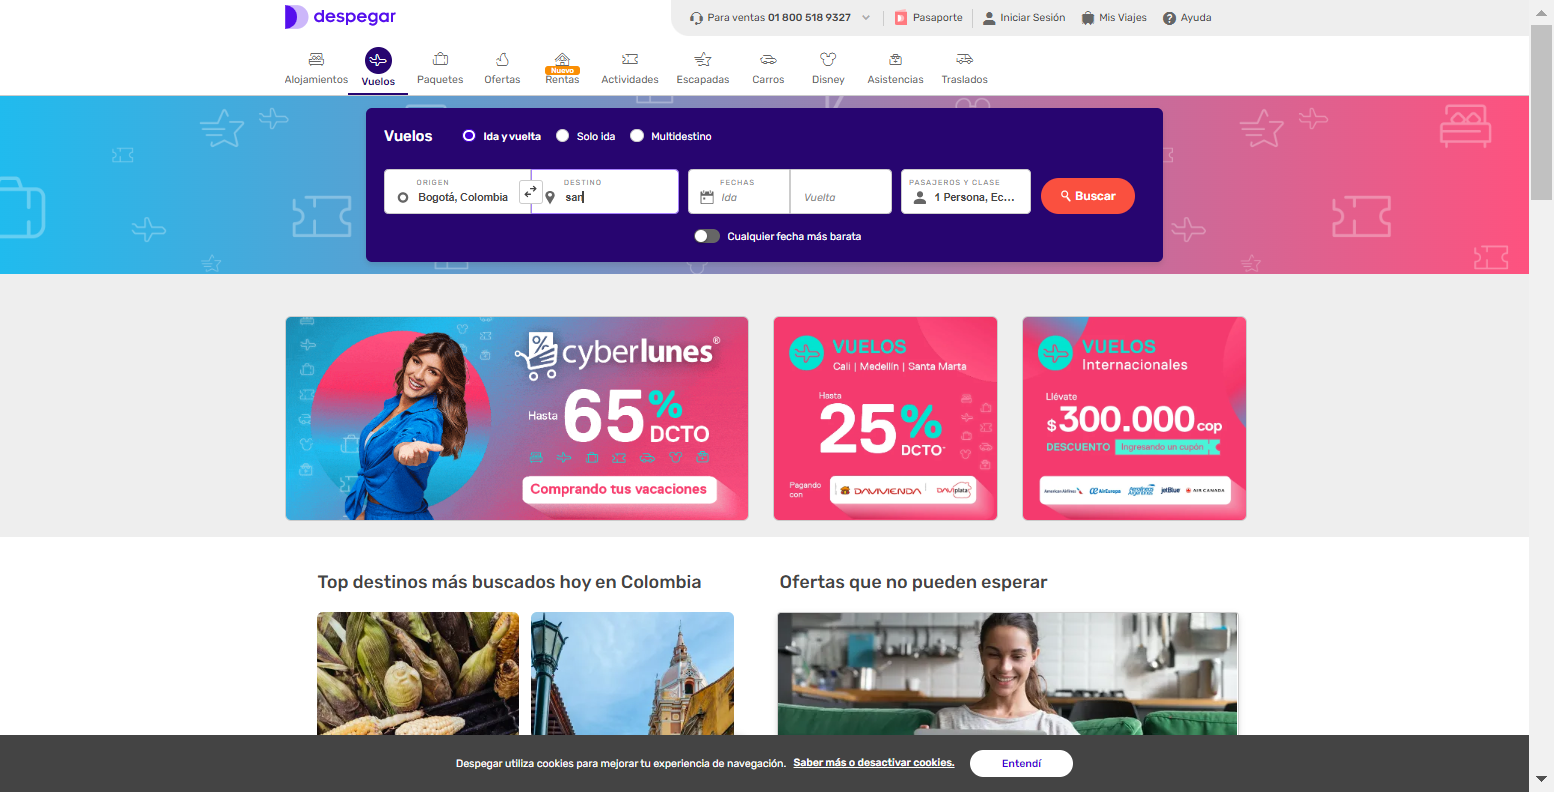 despegar
Para ventas 01 800 518 9327
Pasaporte
Iniciar Sesión
Mis Viajes
Ayuda
Alojamientos
Vuelos
Paquetes
Ofertas
Nuevo
Rentas
Actividades
Escapadas
Carros
Disney
Asistencias
Traslados
Vuelos
Ida y vuelta
Solo ida
Multidestino
ORIGEN
Bogotá, Colombia
DESTINO
san
FECHAS
Ida
Vuelta
PASAJEROS Y CLASE
1 Persona, Ec...
Buscar
Cualquier fecha más barata
cyberlunes®
Hasta 65% DCTO
Comprando tus vacaciones
VUELOS
Cali | Medellín | Santa Marta
Hasta
25% DCTO*
Pagando con
DAVIVIENDA
DAVIplata
VUELOS
Internacionales
Llévate
$300.000 COP
DESCUENTO Ingresando un cupón
American Airlines
AirEuropa
Aerolíneas Argentinas
jetBlue
AIR CANADA
Top destinos más buscados hoy en Colombia
Ofertas que no pueden esperar
Despegar utiliza cookies para mejorar tu experiencia de navegación. Saber más o desactivar cookies.
Entendí